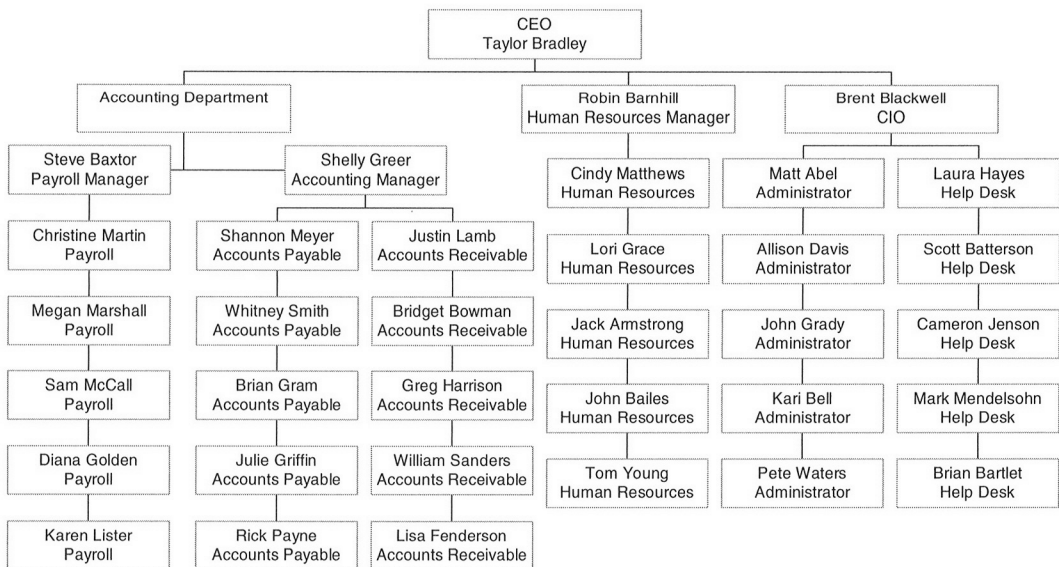 CEO
Taylor Bradley
Accounting Department
Robin Barnhill
Human Resources Manager
Brent Blackwell
CIO
Steve Baxtor
Payroll Manager
Shelly Greer
Accounting Manager
Cindy Matthews
Human Resources
Matt Abel
Administrator
Laura Hayes
Help Desk
Christine Martin
Payroll
Shannon Meyer
Accounts Payable
Justin Lamb
Accounts Receivable
Lori Grace
Human Resources
Allison Davis
Administrator
Scott Batterson
Help Desk
Megan Marshall
Payroll
Whitney Smith
Accounts Payable
Bridget Bowman
Accounts Receivable
Jack Armstrong
Human Resources
John Grady
Administrator
Cameron Jenson
Help Desk
Sam McCall
Payroll
Brian Gram
Accounts Payable
Greg Harrison
Accounts Receivable
John Bailes
Human Resources
Kari Bell
Administrator
Mark Mendelsohn
Help Desk
Diana Golden
Payroll
Julie Griffin
Accounts Payable
William Sanders
Accounts Receivable
Tom Young
Human Resources
Pete Waters
Administrator
Brian Bartlet
Help Desk
Karen Lister
Payroll
Rick Payne
Accounts Payable
Lisa Fenderson
Accounts Receivable